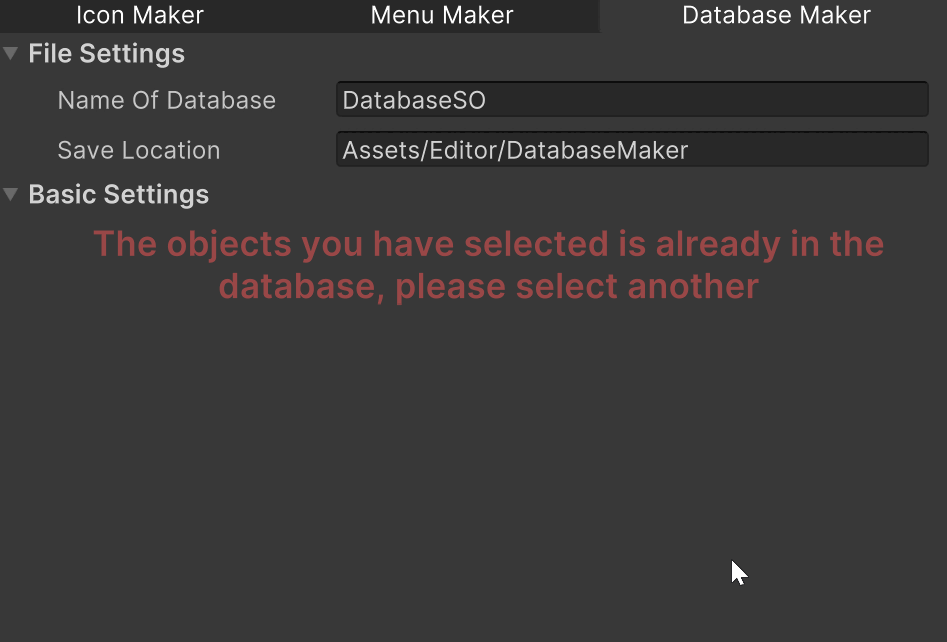 Icon Maker
Menu Maker
Database Maker
File Settings
Name Of Database
DatabaseSO
Save Location
Assets/Editor/DatabaseMaker
Basic Settings
The objects you have selected is already in the
database, please select another